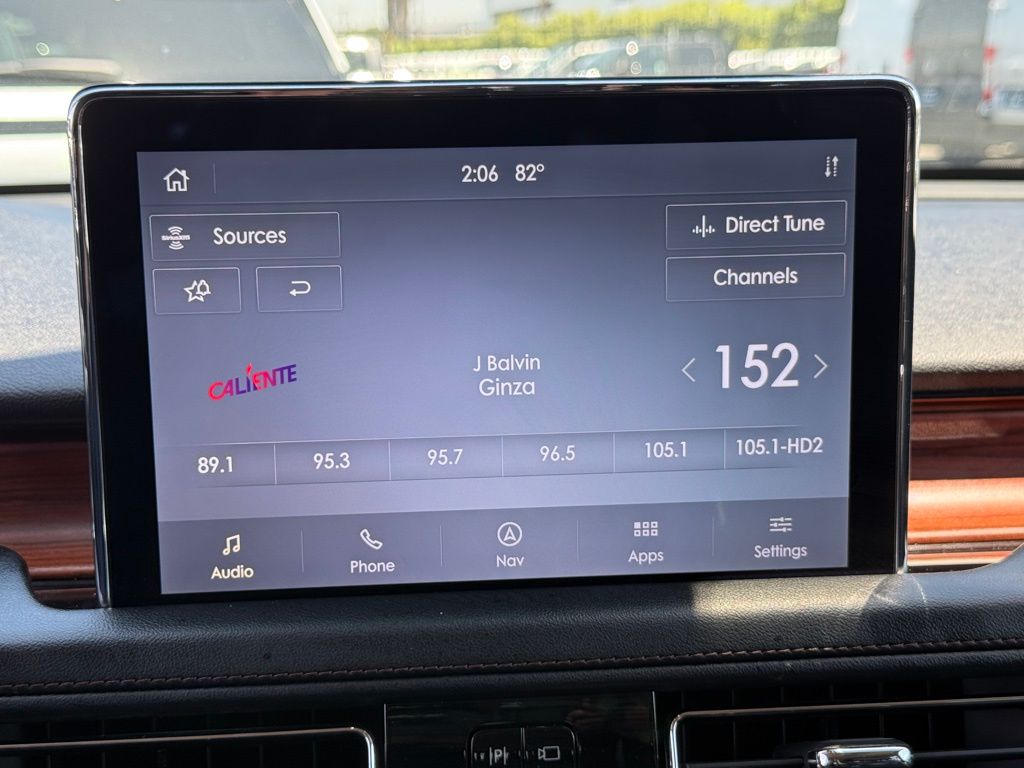 2:06 82°
SiriusXM
Sources
Direct Tune
Channels
CALIENTE
J Balvin
Ginza
152
89.1
95.3
95.7
96.5
105.1
105.1-HD2
Audio
Phone
Nav
Apps
Settings
P